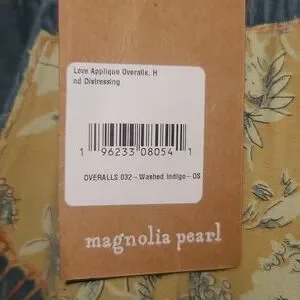 Love Applique Overalls, H
nd Distressing
1 96233 08054 1
OVERALLS 032 - Washed Indigo - OS
magnolia pearl